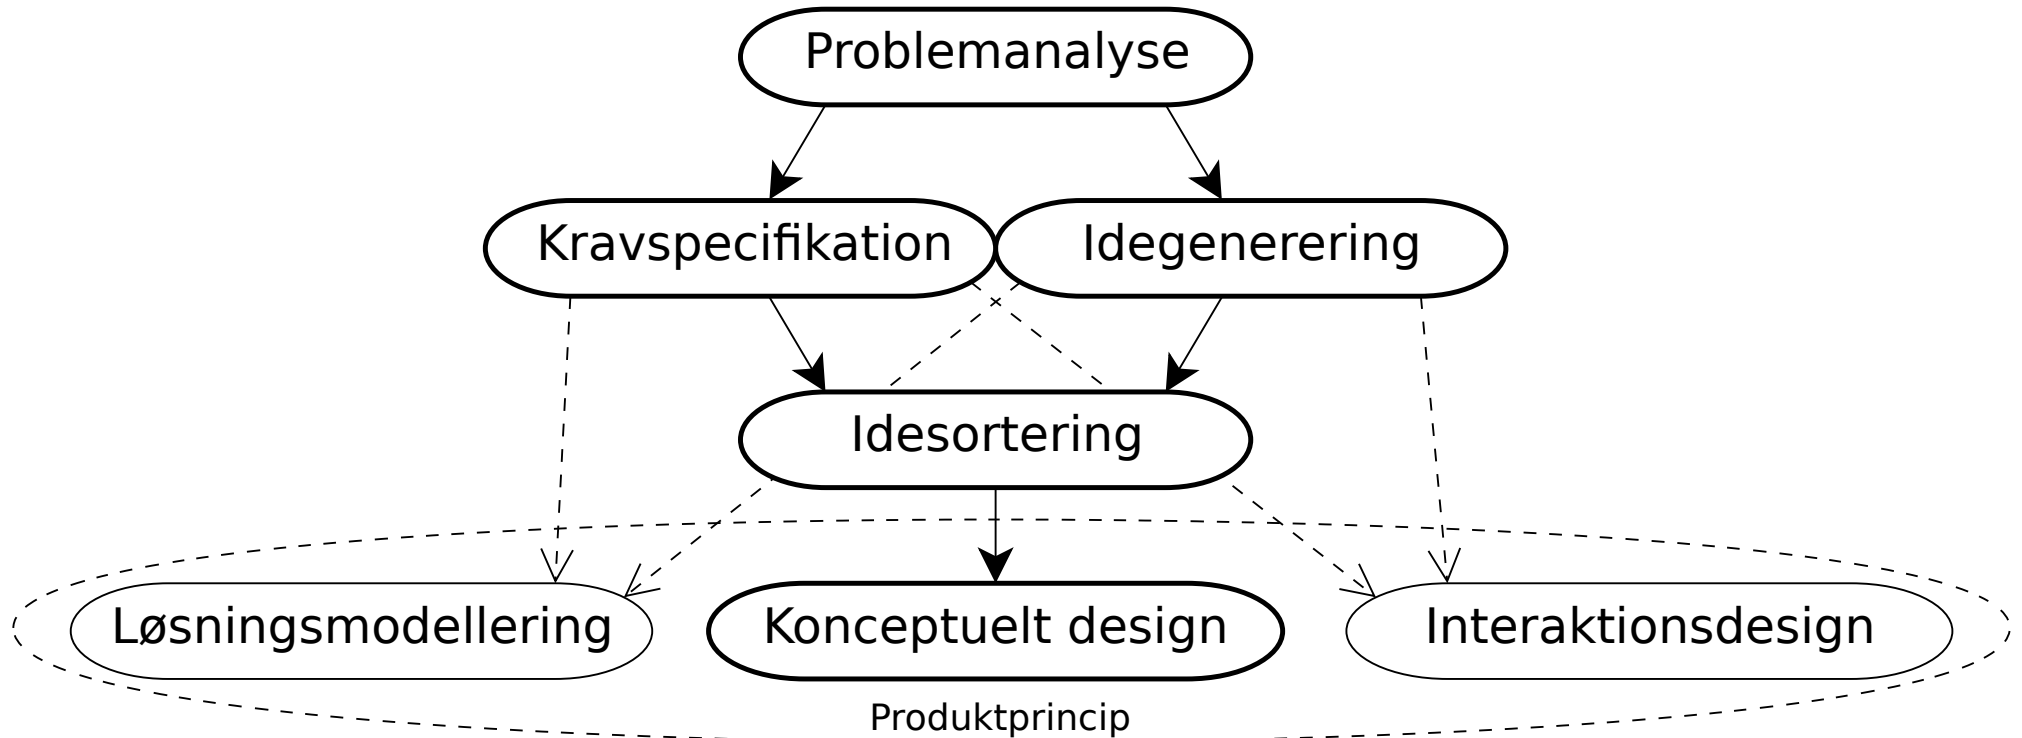 Problemanalyse
Kravspecifikation
Idegenerering
Idesortering
Løsningsmodellering
Konceptuelt design
Interaktionsdesign
Produktprincip